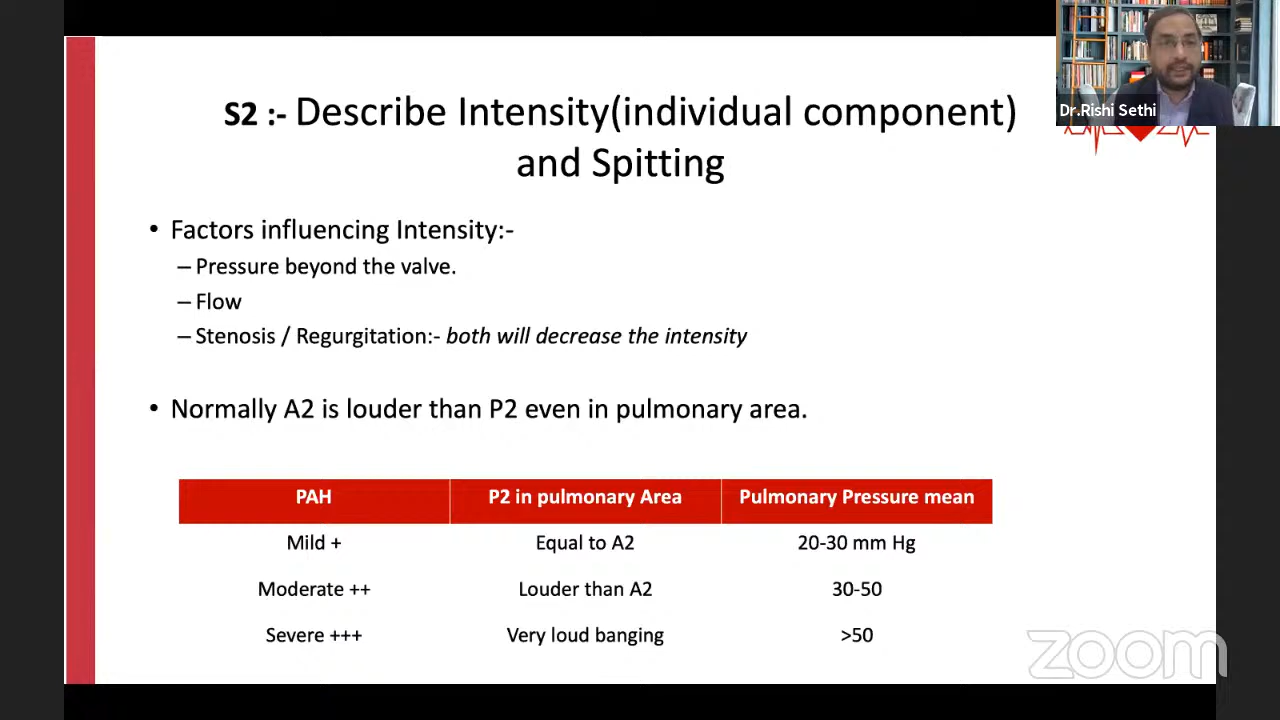 Dr.Rishi Sethi
S2 :- Describe Intensity(individual component)
and Spitting
• Factors influencing Intensity:-
– Pressure beyond the valve.
– Flow
– Stenosis / Regurgitation:- both will decrease the intensity
• Normally A2 is louder than P2 even in pulmonary area.
PAH P2 in pulmonary Area Pulmonary Pressure mean
Mild + Equal to A2 20-30 mm Hg
Moderate ++ Louder than A2 30-50
Severe +++ Very loud banging >50
zoom